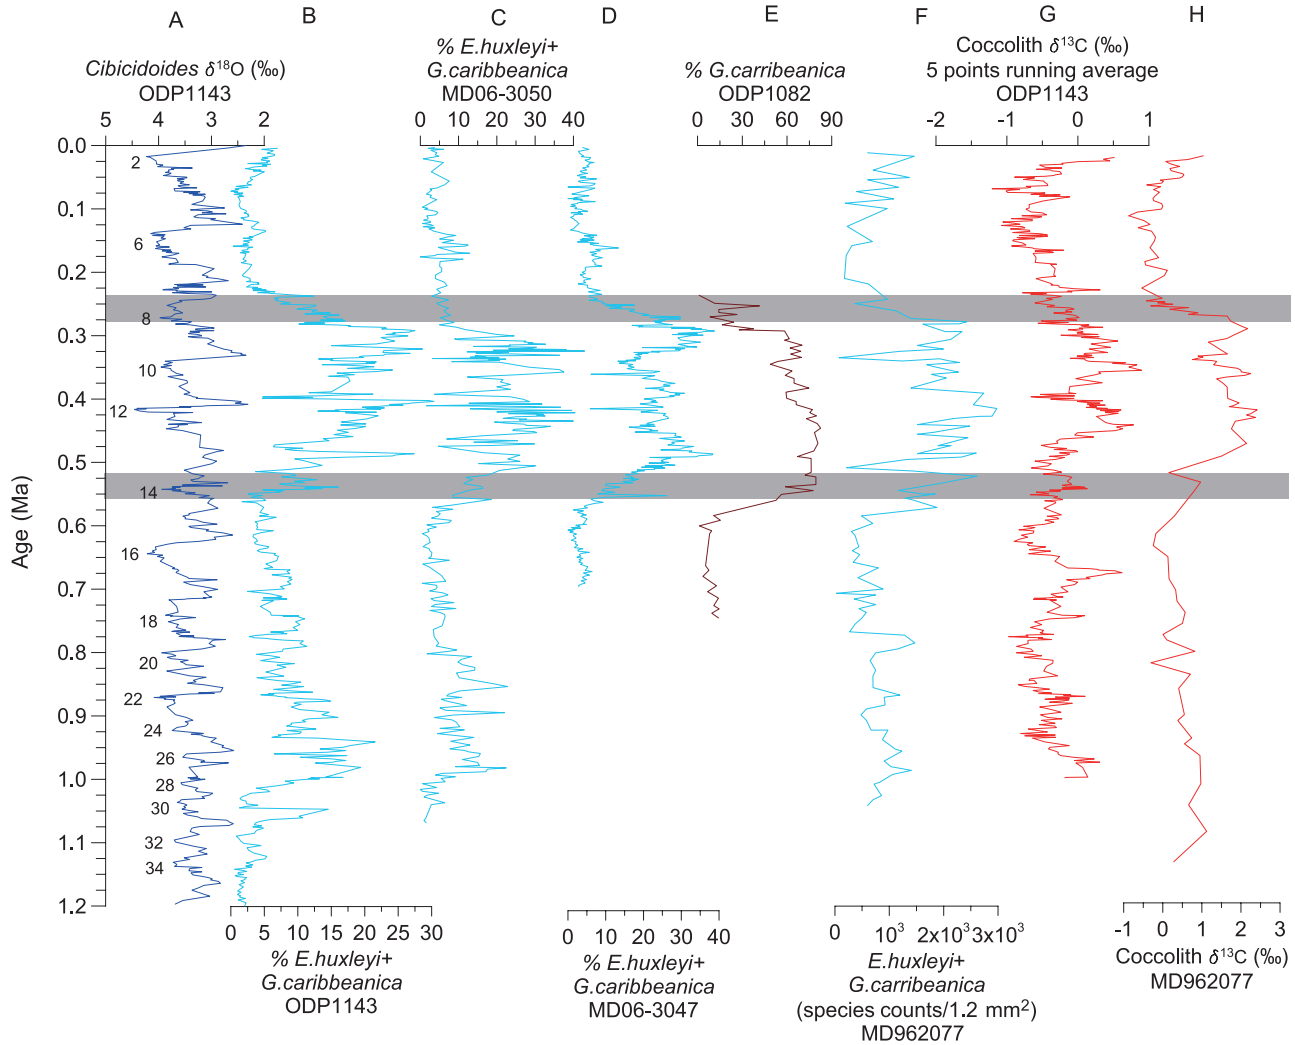 A B C D E F G H
Cibicidoides δ¹⁸O (‰)
ODP1143
5 4 3 2
% E.huxleyi+
G.caribbeanica
MD06-3050
0 10 20 30 40
% G.carribeanica
ODP1082
0 30 60 90
Coccolith δ¹³C (‰)
5 points running average
ODP1143
-2 -1 0 1
-1 0
Age (Ma)
0.0
0.1
0.2
0.3
0.4
0.5
0.6
0.7
0.8
0.9
1.0
1.1
1.2
2
6
8
10
12
14
16
18
20
22
24
26
28
30
32
34
0 5 10 15 20 25 30
% E.huxleyi+
G.caribbeanica
ODP1143
0 10 20 30 40
% E.huxleyi+
G.caribbeanica
MD06-3047
0 10³ 2x10³ 3x10³
E.huxleyi+
G.carribeanica
(species counts/1.2 mm²)
MD962077
-1 0 1 2 3
Coccolith δ¹³C (‰)
MD962077